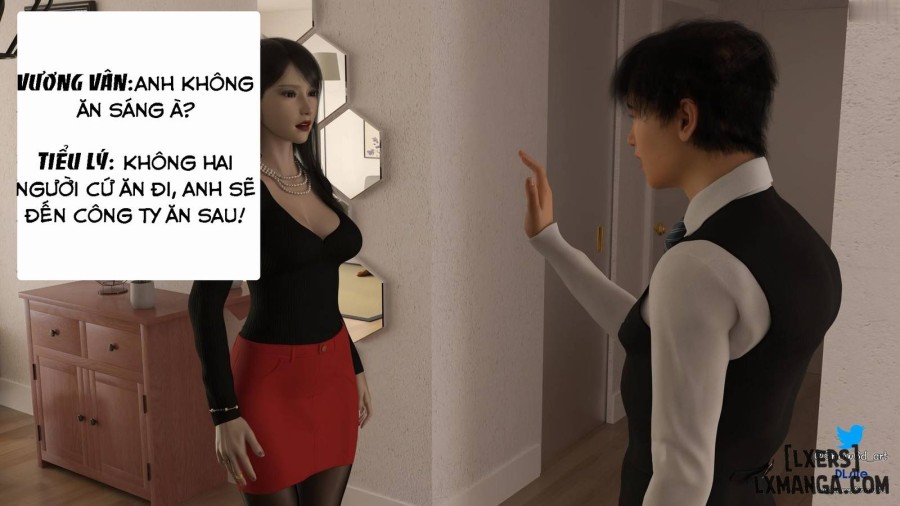 VƯƠNG VÂN:ANH KHÔNG
ĂN SÁNG À?
TIỂU LÝ: KHÔNG HAI
NGƯỜI CỨ ĂN ĐI, ANH SẼ
ĐẾN CÔNG TY ĂN SAU!
[LXERS]
LXMANGA.COM